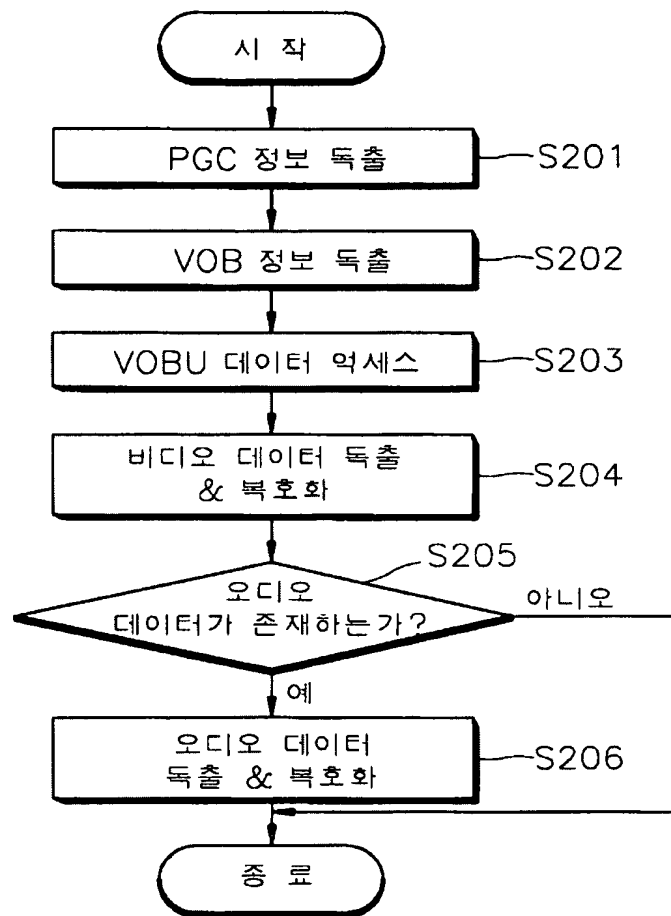 시 작
PGC 정보 독출
S201
VOB 정보 독출
S202
VOBU 데이터 억세스
S203
비디오 데이터 독출
& 복호화
S204
S205
오디오
데이터가 존재하는가?
아니오
예
오디오 데이터
독출 & 복호화
S206
종 료